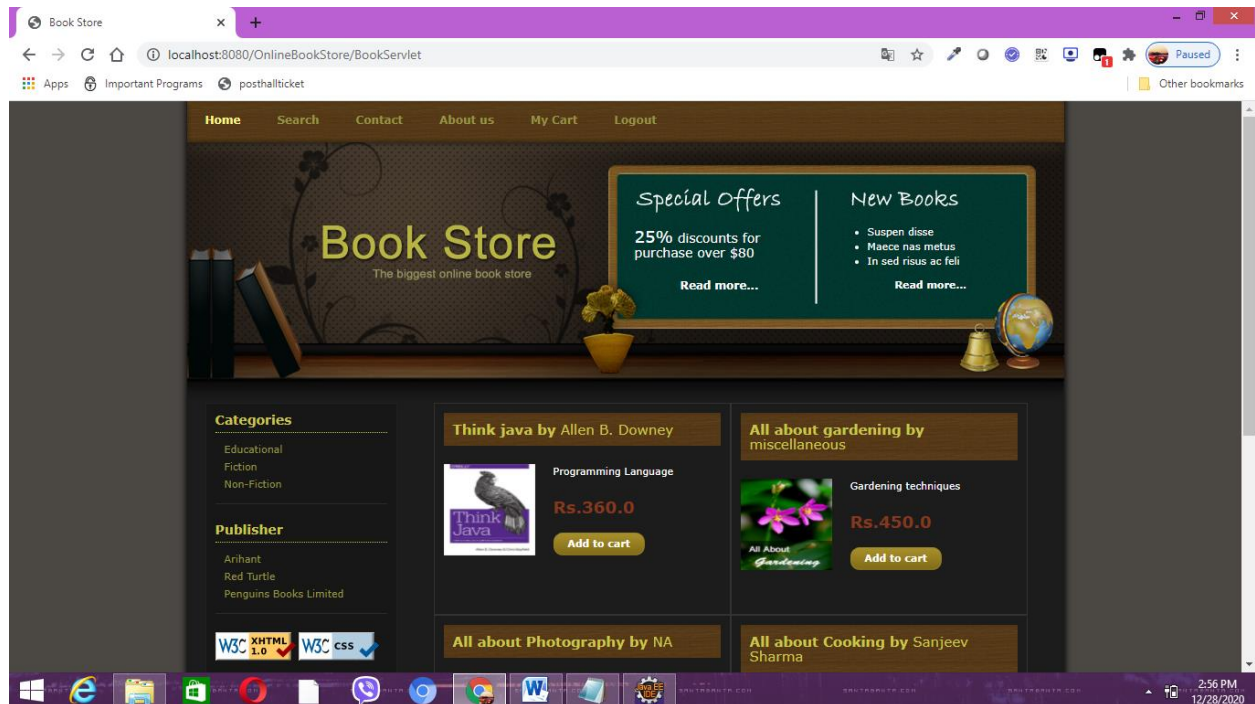 Book Store
localhost:8080/OnlineBookStore/BookServlet
Paused
Apps
Important Programs
posthallticket
Other bookmarks
Home Search Contact About us My Cart Logout
Book Store
The biggest online book store
Special Offers
25% discounts for
purchase over $80
Read more...
New Books
Suspen disse
Maece nas metus
In sed risus ac feli
Read more...
Categories
Educational
Fiction
Non-Fiction
Publisher
Arihant
Red Turtle
Penguins Books Limited
W3C XHTML 1.0
W3C css
Think java by Allen B. Downey
Think
Java
Programming Language
Rs.360.0
Add to cart
All about gardening by
miscellaneous
All About
Gardening
Gardening techniques
Rs.450.0
Add to cart
All about Photography by NA
All about Cooking by Sanjeev
Sharma
Java EE
IDE
2:56 PM
12/28/2020